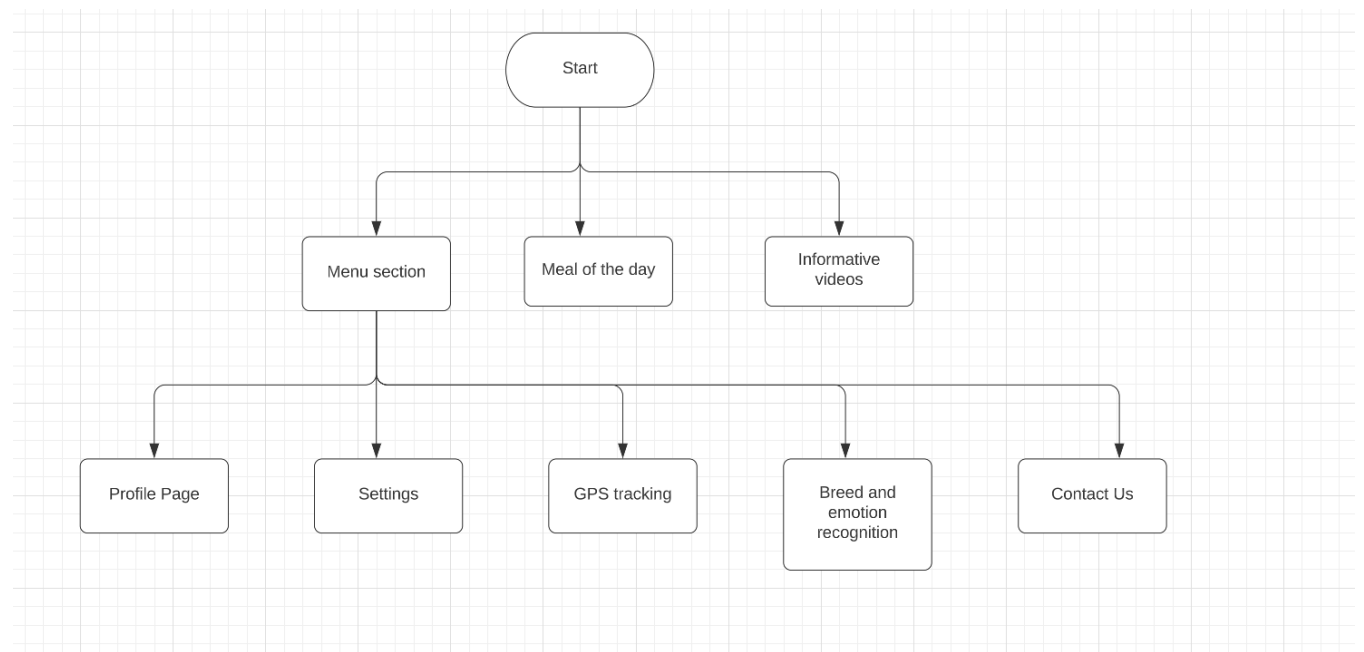 Start
Menu section
Meal of the day
Informative
videos
Profile Page
Settings
GPS tracking
Breed and
emotion
recognition
Contact Us